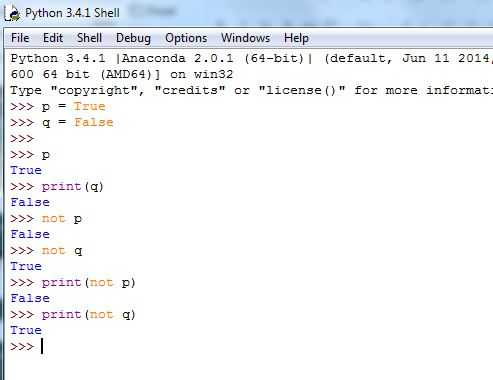 Python 3.4.1 Shell
File Edit Shell Debug Options Windows Help
Python 3.4.1 |Anaconda 2.0.1 (64-bit)| (default, Jun 11 2014,
600 64 bit (AMD64)] on win32
Type "copyright", "credits" or "license()" for more informati
>>> p = True
>>> q = False
>>>
>>> p
True
>>> print(q)
False
>>> not p
False
>>> not q
True
>>> print(not p)
False
>>> print(not q)
True
>>>